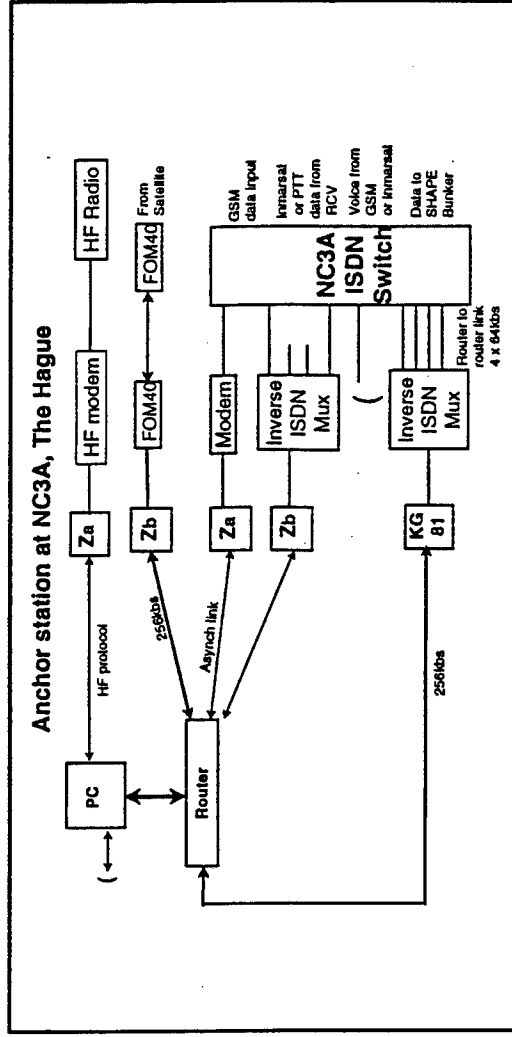 Anchor station at NC3A, The Hague
PC
HF protocol
Za
HF modem
HF Radio
256kbs
Zb
FOM40
FOM40
From
Satellite
Router
Asynch link
Za
Modem
GSM
data input
Zb
Inverse
ISDN
Mux
Inmarsat
or PTT
data from
RCV
NC3A
ISDN
Switch
Voice from
GSM
or Inmarsat
Data to
SHAPE
Bunker
256kbs
KG
81
Inverse
ISDN
Mux
Router to
router link
4 x 64kbs